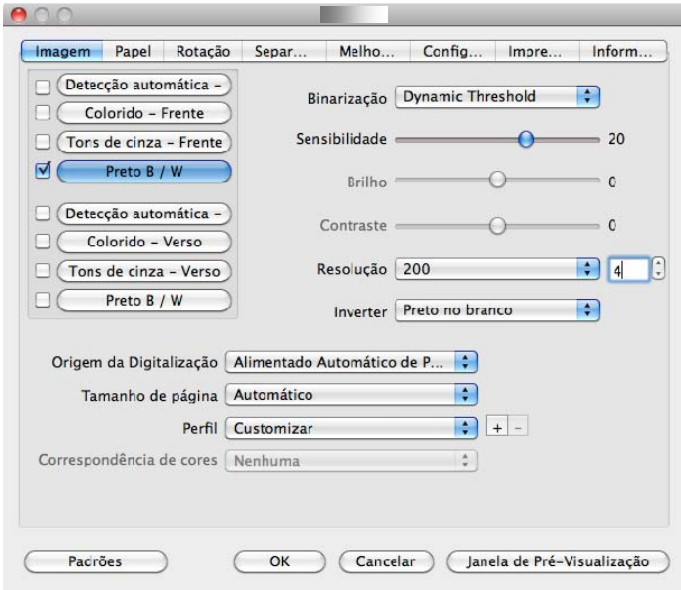 Imagem Papel Rotação Separ... Melho... Config... Impre... Inform...
Detecção automática –
Colorido – Frente
Tons de cinza – Frente
Preto B / W
Detecção automática –
Colorido – Verso
Tons de cinza – Verso
Preto B / W
Binarização Dynamic Threshold
Sensibilidade 20
Brilho 0
Contraste 0
Resolução 200 4
Inverter Preto no branco
Origem da Digitalização Alimentado Automático de P...
Tamanho de página Automático
Perfil Customizar + –
Correspondência de cores Nenhuma
Padrões OK Cancelar Janela de Pré-Visualização